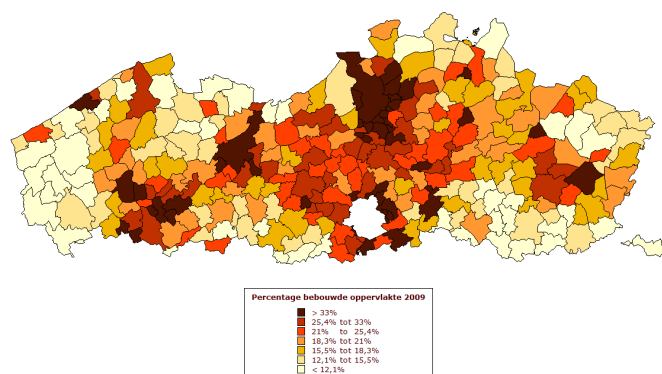 Percentage bebouwde oppervlakte 2009
> 33%
25,4% tot 33%
21% to 25,4%
18,3% tot 21%
15,5% tot 18,3%
12,1% tot 15,5%
< 12,1%